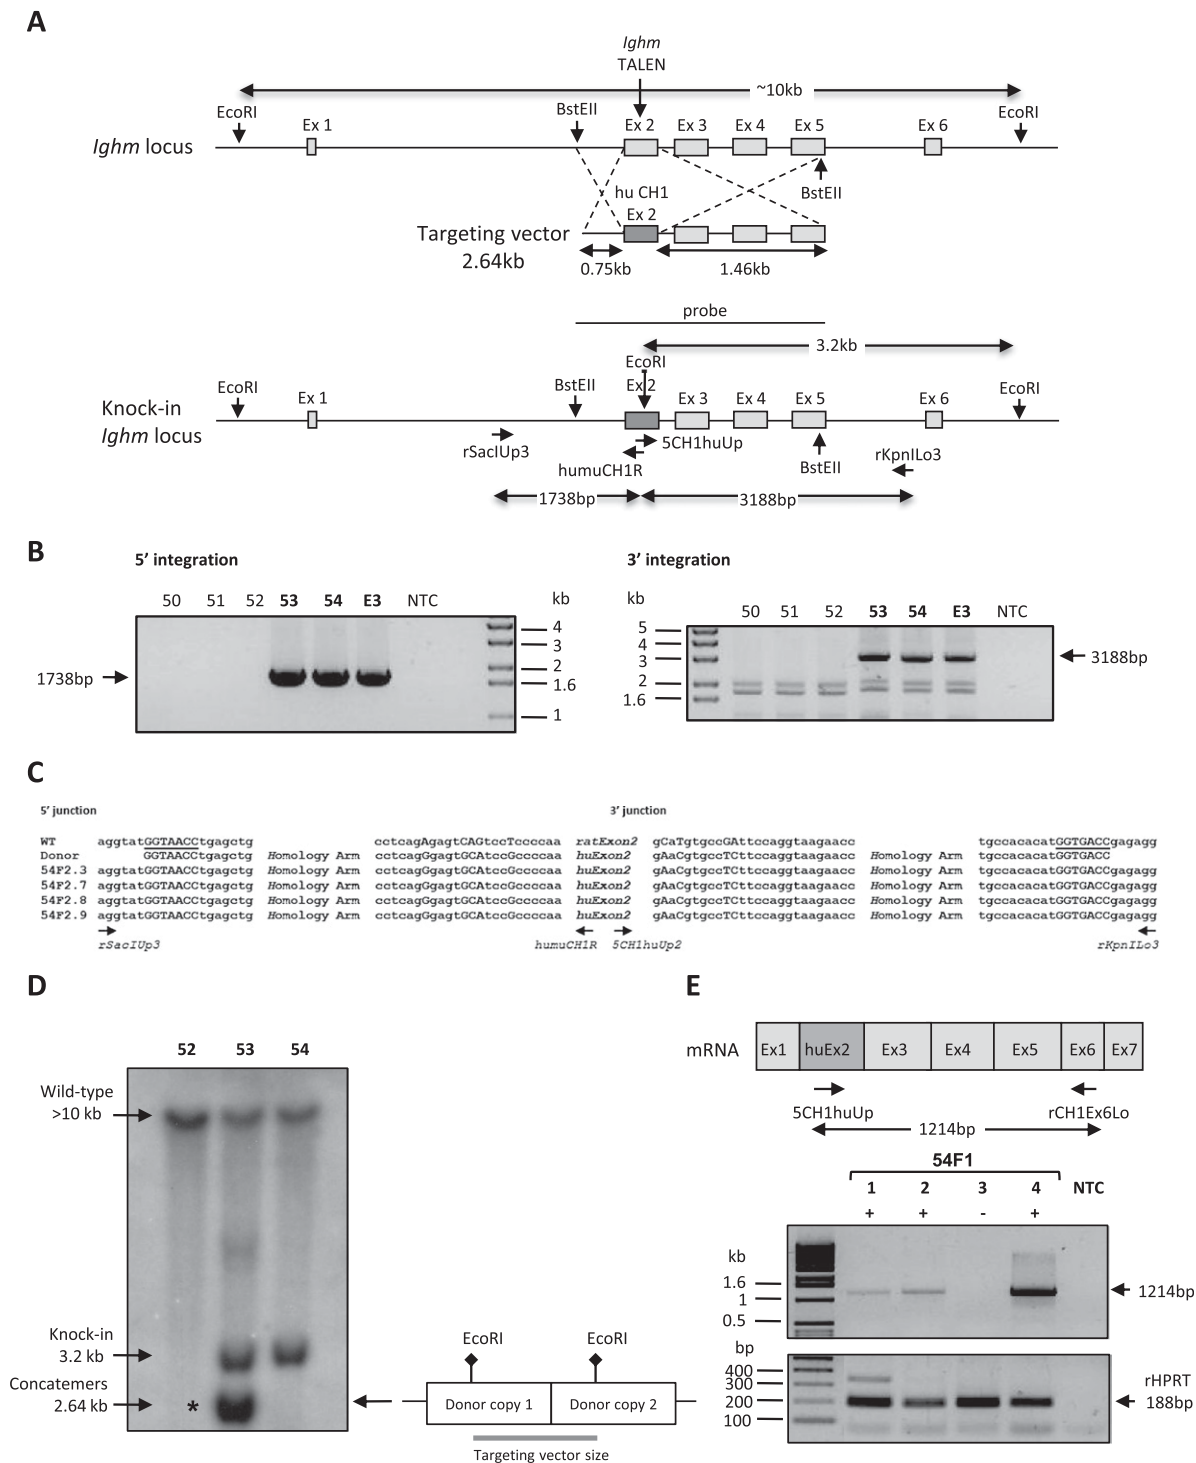 A
Ighm
TALEN
~10kb
EcoRI
BstEII
EcoRI
Ex 1
Ex 2
Ex 3
Ex 4
Ex 5
Ex 6
Ighm locus
hu CH1
BstEII
Ex 2
Targeting vector
2.64kb
0.75kb
1.46kb
probe
3.2kb
EcoRI
EcoRI
BstEII
EcoRI
Ex 1
Ex 2
Ex 3
Ex 4
Ex 5
Ex 6
Knock-in
Ighm locus
rSacIUp3
5CH1huUp
humuCH1R
BstEII
rKpnILo3
1738bp
3188bp
B
5’ integration
50 51 52 53 54 E3 NTC
kb
4
3
2
1.6
1
1738bp
3’ integration
kb
50 51 52 53 54 E3 NTC
5
4
3
2
1.6
3188bp
C
5’ junction
3’ junction
WT aggtatGGTAACCtgagctg cctcagAgagtCAGtccTccccaa ratExon2 gCaTgtgccGAttccaggtaagaacc tgccacacatGGTGACCgagagg
Donor GGTAACCtgagctg Homology Arm cctcagGgagtGCAtccGccccaa huExon2 gAaCgtgccTCttccaggtaagaacc Homology Arm tgccacacatGGTGACC
54F2.3 aggtatGGTAACCtgagctg Homology Arm cctcagGgagtGCAtccGccccaa huExon2 gAaCgtgccTCttccaggtaagaacc Homology Arm tgccacacatGGTGACCgagagg
54F2.7 aggtatGGTAACCtgagctg Homology Arm cctcagGgagtGCAtccGccccaa huExon2 gAaCgtgccTCttccaggtaagaacc Homology Arm tgccacacatGGTGACCgagagg
54F2.8 aggtatGGTAACCtgagctg Homology Arm cctcagGgagtGCAtccGccccaa huExon2 gAaCgtgccTCttccaggtaagaacc Homology Arm tgccacacatGGTGACCgagagg
54F2.9 aggtatGGTAACCtgagctg Homology Arm cctcagGgagtGCAtccGccccaa huExon2 gAaCgtgccTCttccaggtaagaacc Homology Arm tgccacacatGGTGACCgagagg
rSacIUp3 humuCH1R 5CH1huUp2 rKpnILo3
D
52 53 54
Wild-type
>10 kb
Knock-in
3.2 kb
Concatemers
2.64 kb
*
EcoRI
EcoRI
Donor copy 1
Donor copy 2
Targeting vector size
E
mRNA
Ex1
huEx2
Ex3
Ex4
Ex5
Ex6
Ex7
5CH1huUp
rCH1Ex6Lo
1214bp
54F1
1 2 3 4 NTC
+ + - +
kb
1.6
1
0.5
1214bp
bp
400
300
200
100
rHPRT
188bp